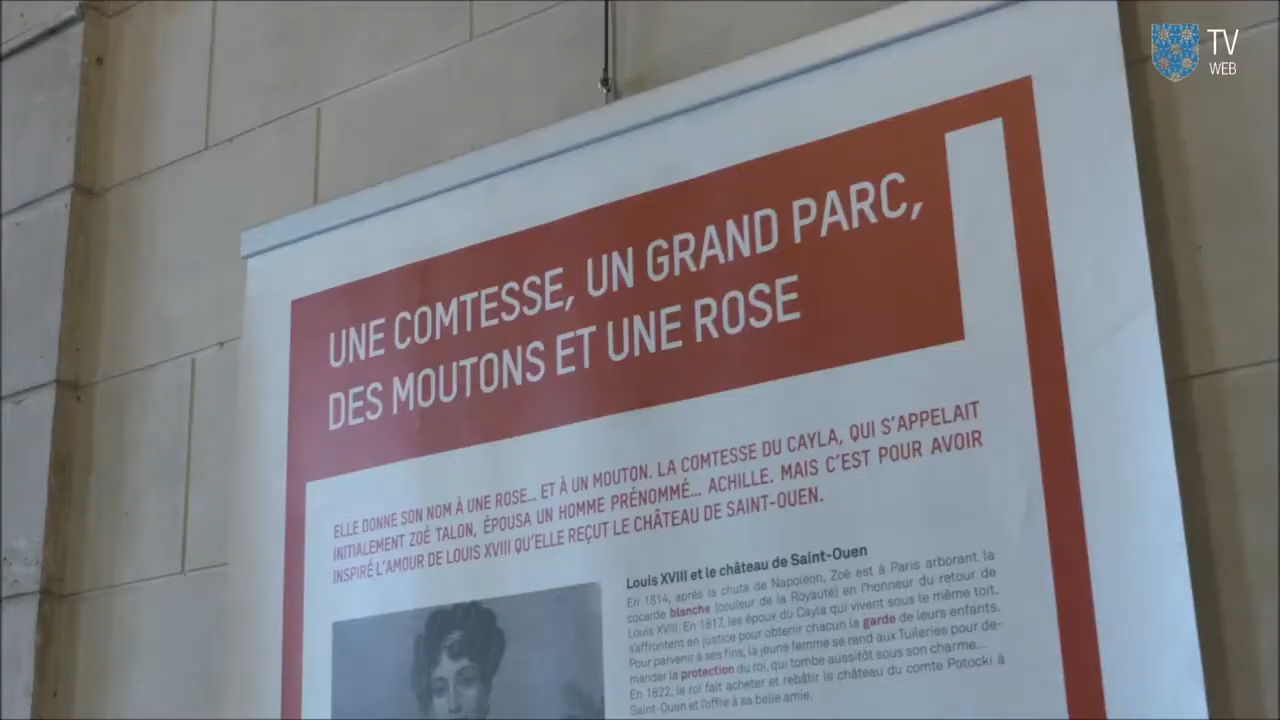 TV
WEB
UNE COMTESSE, UN GRAND PARC,
DES MOUTONS ET UNE ROSE
ELLE DONNE SON NOM À UNE ROSE... ET À UN MOUTON. LA COMTESSE DU CAYLA, QUI S'APPELAIT
INITIALEMENT ZOÉ TALON, ÉPOUSA UN HOMME PRÉNOMMÉ... ACHILLE. MAIS C'EST POUR AVOIR
INSPIRÉ L'AMOUR DE LOUIS XVIII QU'ELLE REÇUT LE CHÂTEAU DE SAINT-OUEN.
Louis XVIII et le château de Saint-Ouen
En 1814, après la chute de Napoléon, Zoé est à Paris arborant la
cocarde blanche (couleur de la Royauté) en l'honneur du retour de
Louis XVIII. En 1817, les époux du Cayla qui vivent sous le même toit,
s'affrontent en justice pour obtenir chacun la garde de leurs enfants.
Pour parvenir à ses fins, la jeune femme se rend aux Tuileries pour de-
mander la protection du roi, qui tombe aussitôt sous son charme...
En 1822, le roi fait acheter et rebâtir le château du comte Potocki à
Saint-Ouen et l'offre à sa belle amie.